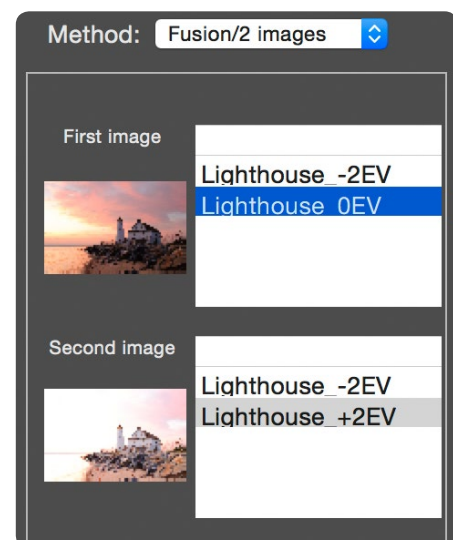 Method: Fusion/2 images
First image
Lighthouse_-2EV
Lighthouse_0EV
Second image
Lighthouse_-2EV
Lighthouse_+2EV